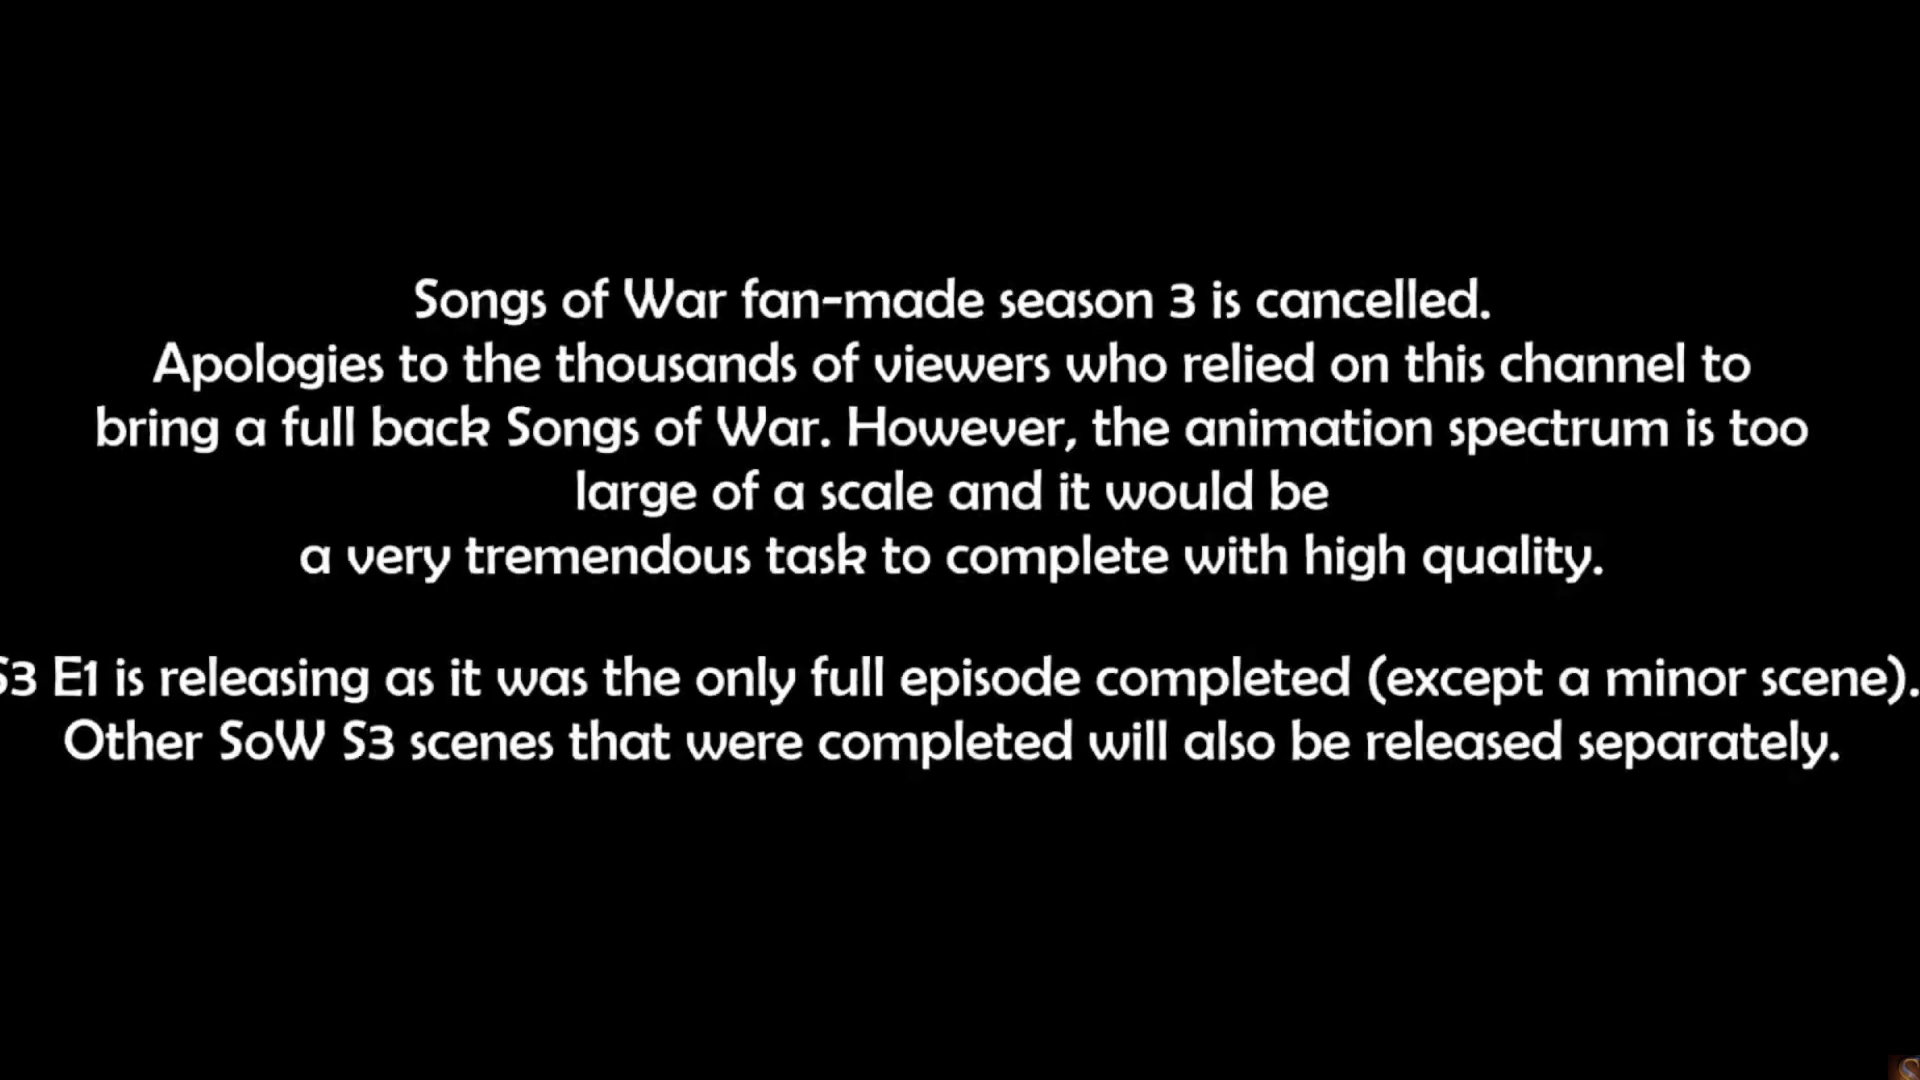 Songs of War fan-made season 3 is cancelled.
Apologies to the thousands of viewers who relied on this channel to
bring a full back Songs of War. However, the animation spectrum is too
large of a scale and it would be
a very tremendous task to complete with high quality.
S3 E1 is releasing as it was the only full episode completed (except a minor scene).
Other SoW S3 scenes that were completed will also be released separately.